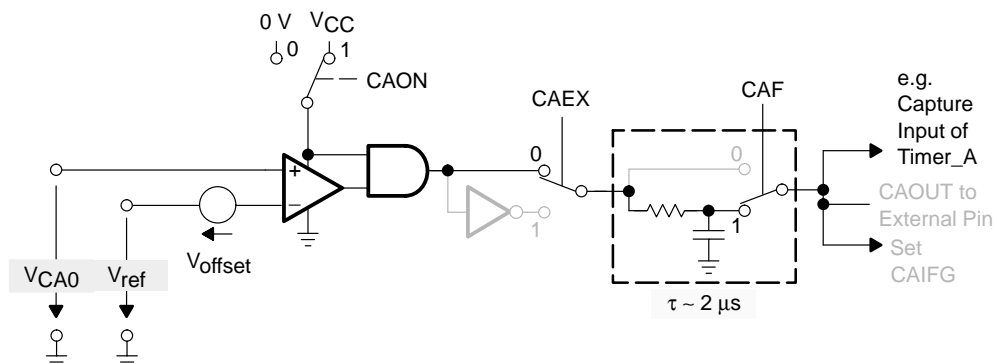 0 V
VCC
0
1
CAON
CAEX
CAF
e.g.
Capture
Input of
Timer_A
CAOUT to
External Pin
Set
CAIFG
0
1
0
1
+
−
Voffset
VCA0
Vref
τ ~ 2 μs